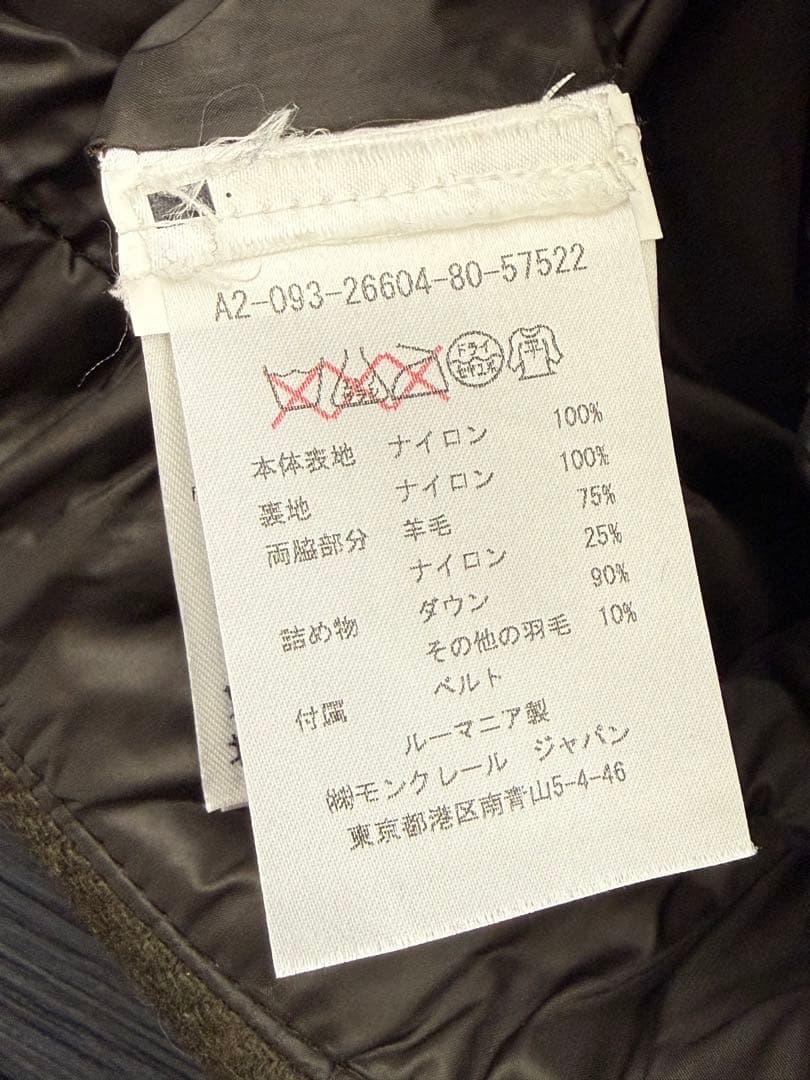 A2-093-26604-80-57522
ドライ セキユ系 平
本体表地 ナイロン 100%
裏地 ナイロン 100%
両脇部分 羊毛 75%
ナイロン 25%
詰め物 ダウン 90%
その他の羽毛 10%
付属 ベルト
ルーマニア製
㈱モンクレール ジャパン
東京都港区南青山5-4-46